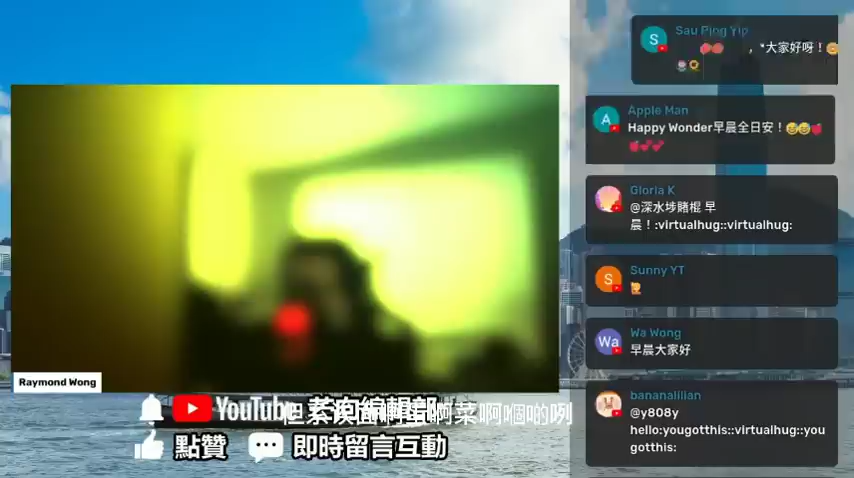 Sau Ping Yip
，*大家好呀！
Apple Man
Happy Wonder早晨全日安！
Gloria K
@深水埗賭棍 早
晨！:virtualhug::virtualhug:
Sunny YT
Wa Wong
早晨大家好
bananalilian
@y808y
hello:yougotthis::virtualhug::you
gotthis:
Raymond Wong
YouTube
點贊 即時留言互動